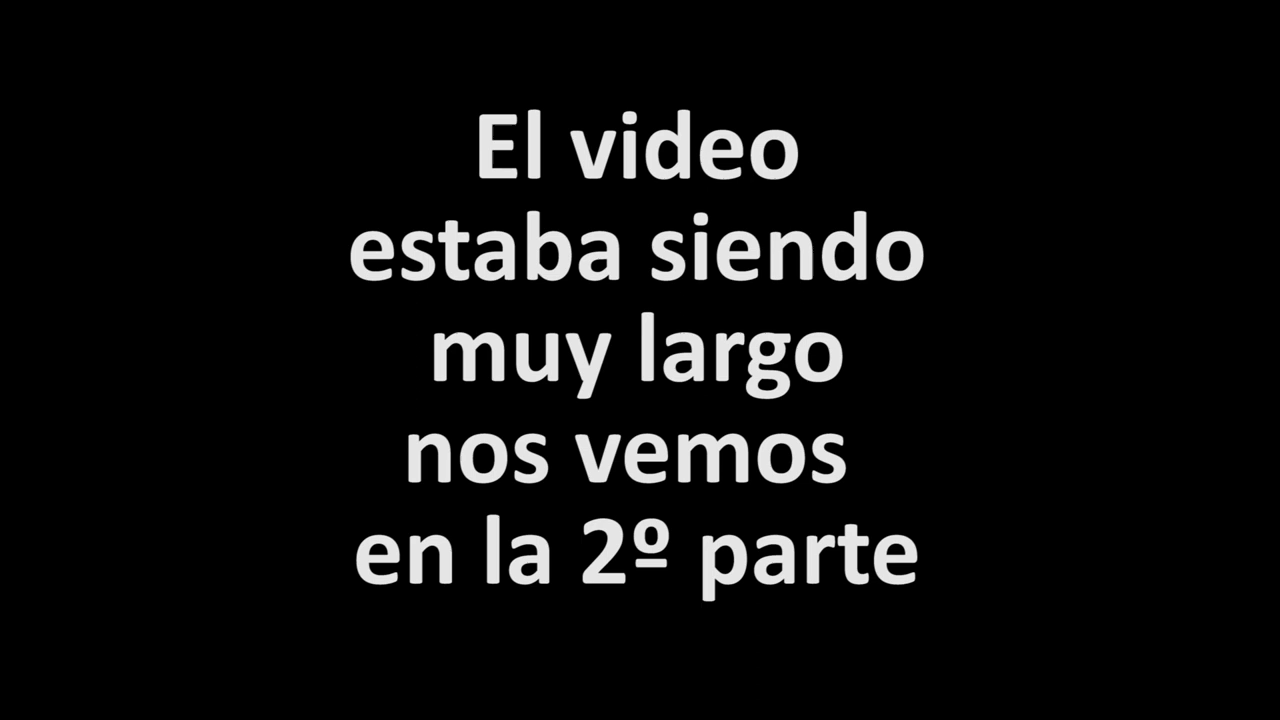 El video
estaba siendo
muy largo
nos vemos
en la 2º parte